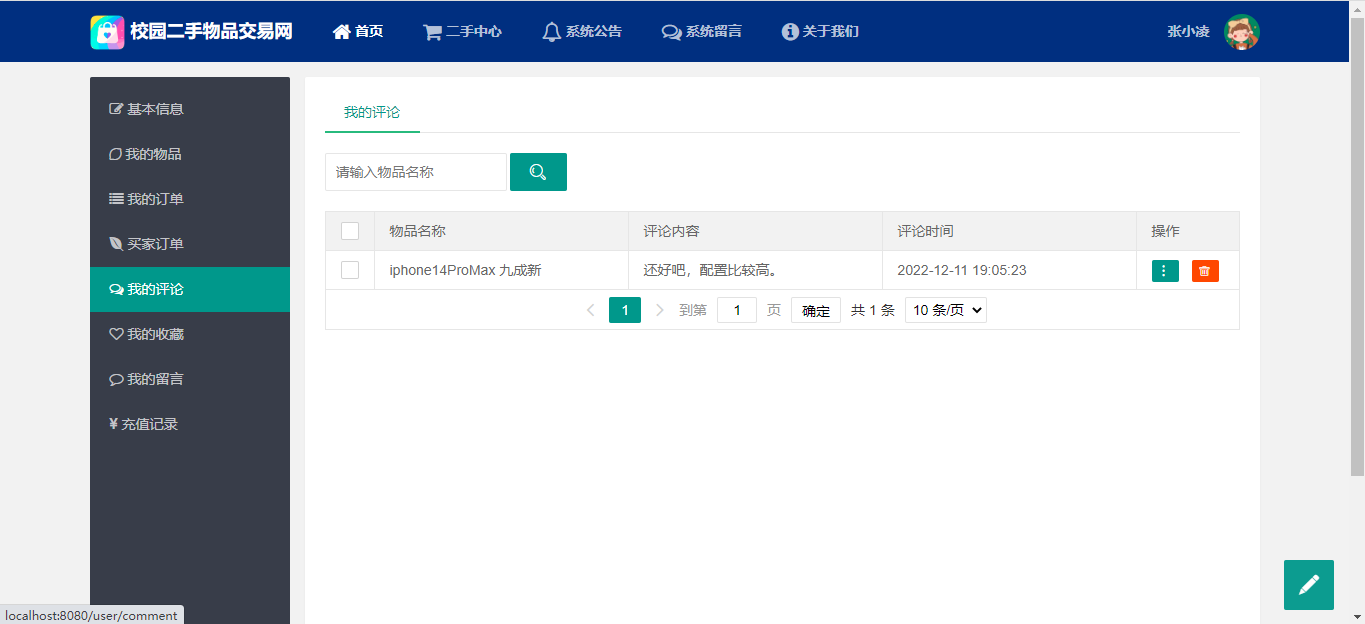 校园二手物品交易网 首页 二手中心 系统公告 系统留言 关于我们 张小凌
基本信息
我的物品
我的订单
买家订单
我的评论
我的收藏
我的留言
¥ 充值记录
我的评论
请输入物品名称
物品名称 评论内容 评论时间 操作
iphone14ProMax 九成新 还好吧，配置比较高。 2022-12-11 19:05:23
1 到第 1 页 确定 共 1 条 10 条/页
localhost:8080/user/comment